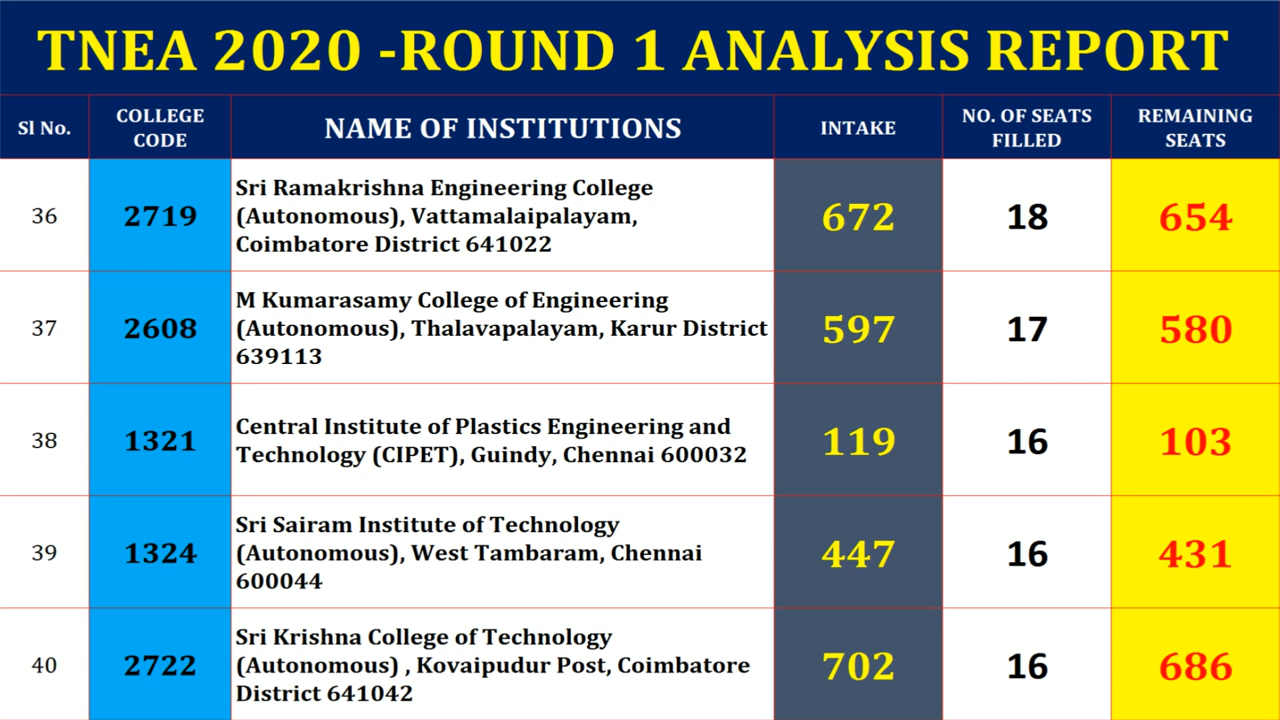 TNEA 2020 -ROUND 1 ANALYSIS REPORT
Sl No.
COLLEGE
CODE
NAME OF INSTITUTIONS
INTAKE
NO. OF SEATS
FILLED
REMAINING
SEATS
36
2719
Sri Ramakrishna Engineering College
(Autonomous), Vattamalaipalayam,
Coimbatore District 641022
672
18
654
37
2608
M Kumarasamy College of Engineering
(Autonomous), Thalavapalayam, Karur District
639113
597
17
580
38
1321
Central Institute of Plastics Engineering and
Technology (CIPET), Guindy, Chennai 600032
119
16
103
39
1324
Sri Sairam Institute of Technology
(Autonomous), West Tambaram, Chennai
600044
447
16
431
40
2722
Sri Krishna College of Technology
(Autonomous) , Kovaipudur Post, Coimbatore
District 641042
702
16
686